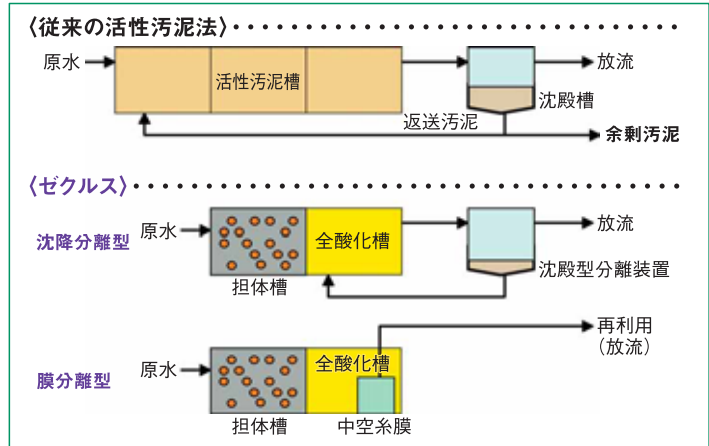 〈従来の活性汚泥法〉
原水
活性汚泥槽
放流
沈殿槽
返送汚泥
余剰汚泥
〈ゼクルス〉
沈降分離型
原水
全酸化槽
放流
担体槽
沈殿型分離装置
膜分離型
原水
全酸化槽
再利用
(放流)
担体槽
中空糸膜